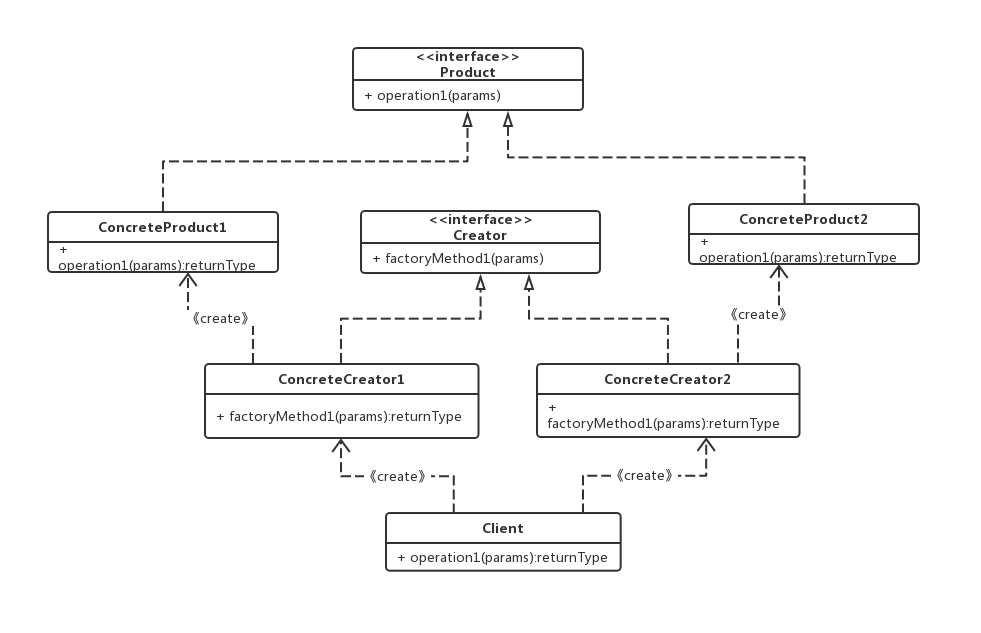 <<interface>>
Product
+ operation1(params)
ConcreteProduct1
+
operation1(params):returnType
<<interface>>
Creator
+ factoryMethod1(params)
ConcreteProduct2
+
operation1(params):returnType
《create》
《create》
ConcreteCreator1
+ factoryMethod1(params):returnType
ConcreteCreator2
+
factoryMethod1(params):returnType
《create》
《create》
Client
+ operation1(params):returnType